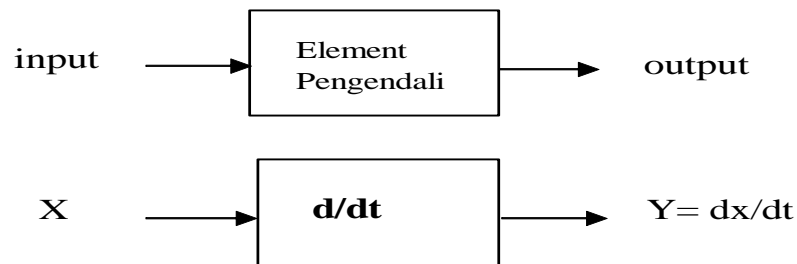 input
Element
Pengendali
output
X
d/dt
Y= dx/dt